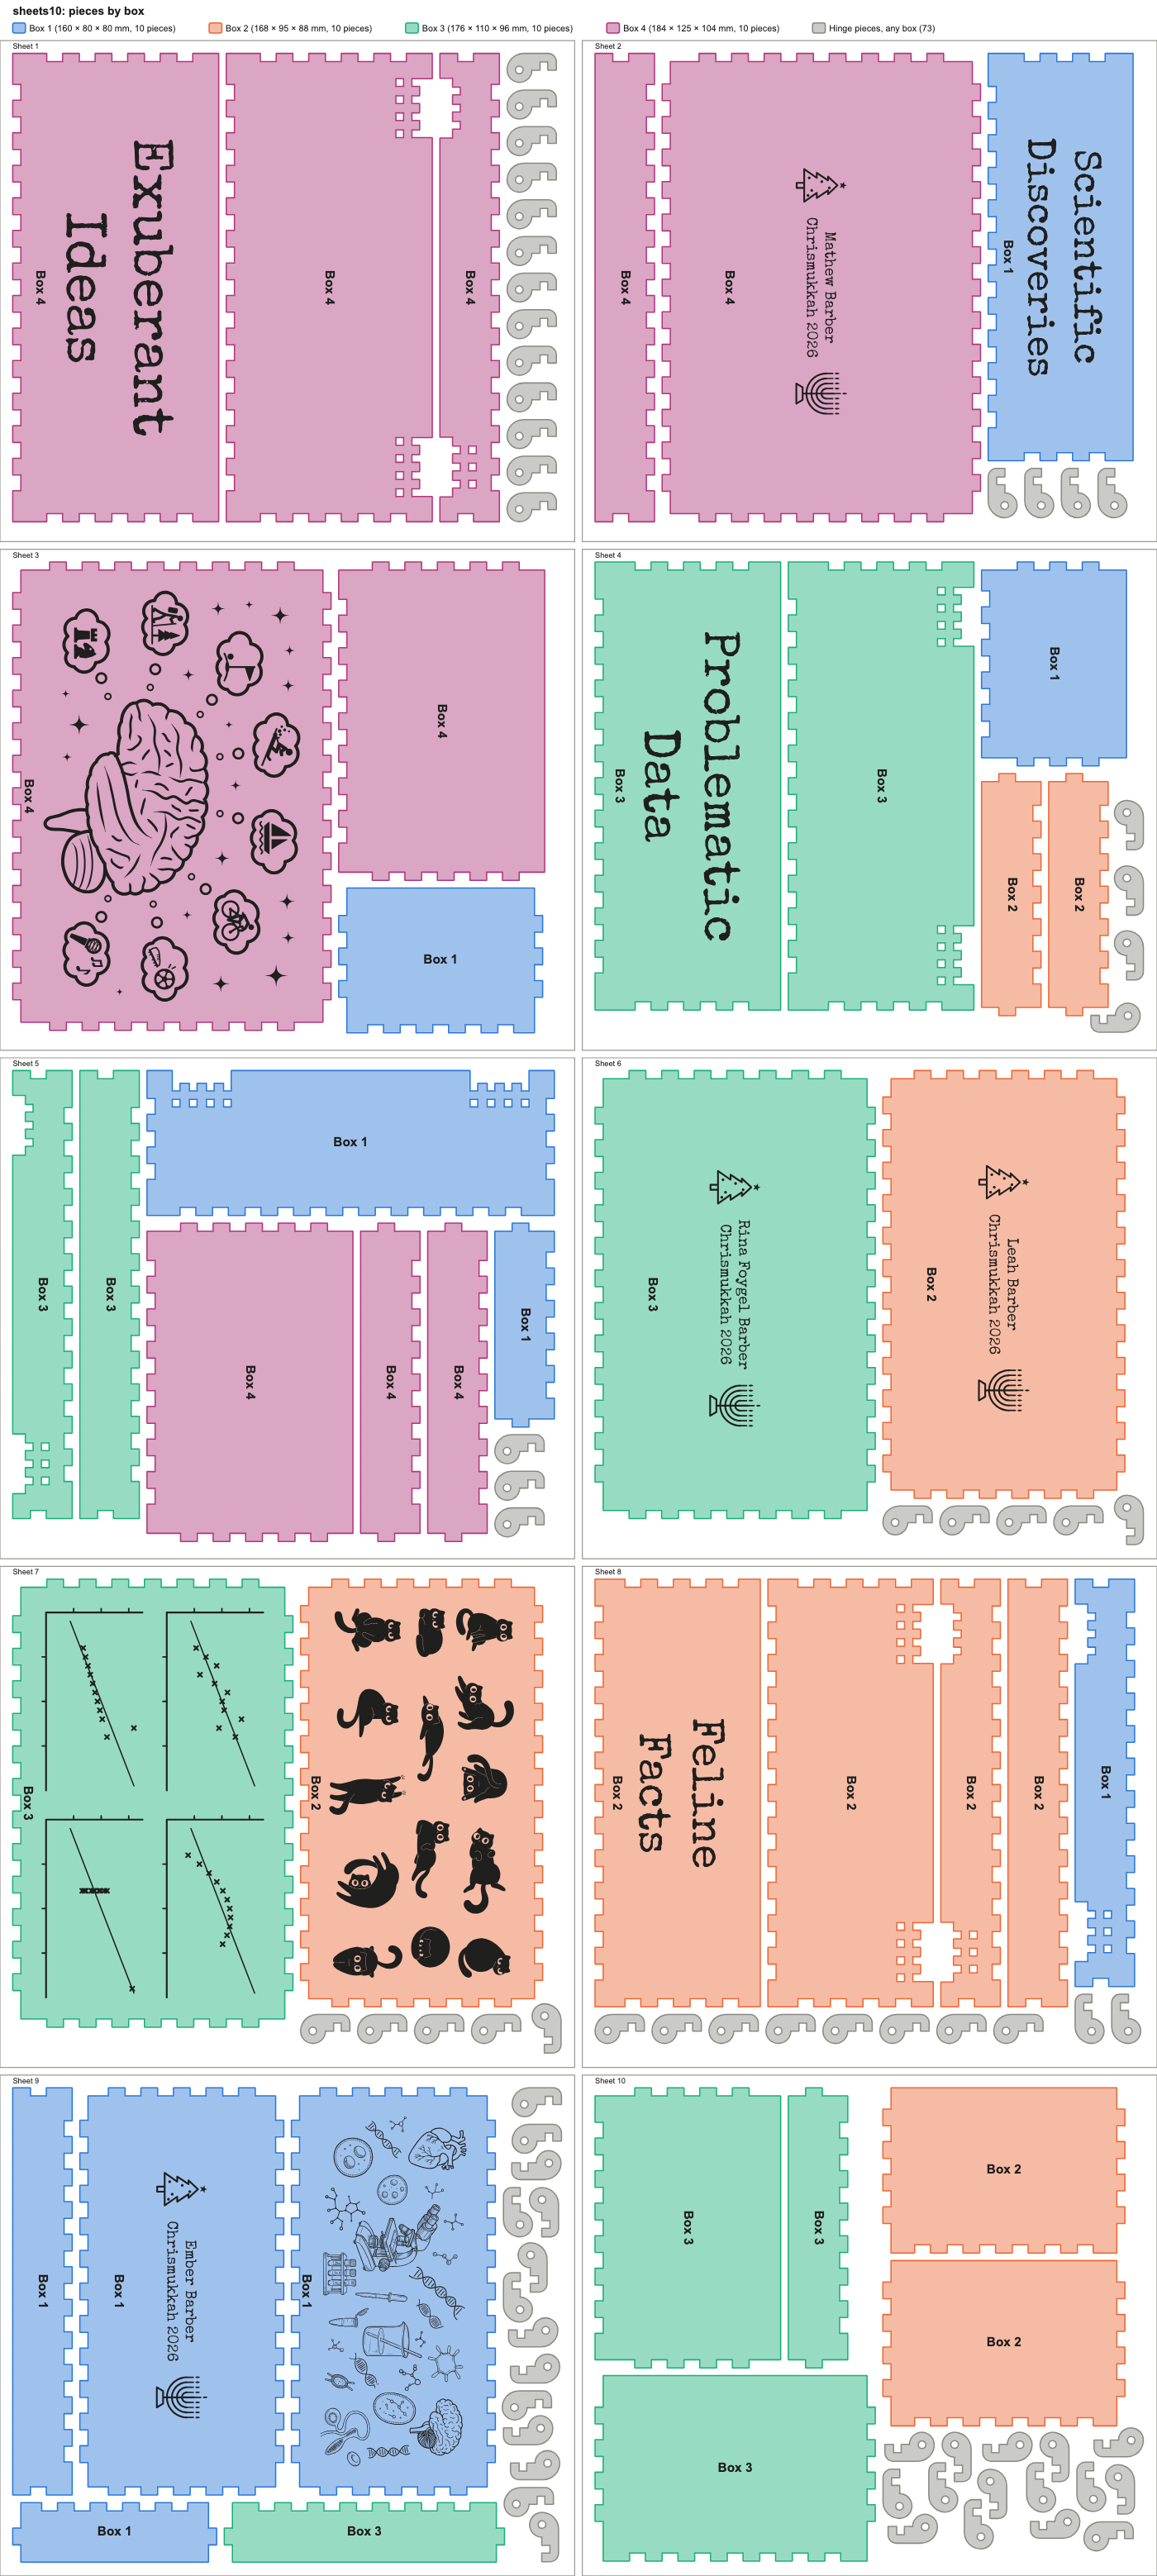 sheets10: pieces by box
Box 1 (160 × 80 × 80 mm, 10 pieces)
Box 2 (168 × 95 × 88 mm, 10 pieces)
Box 3 (176 × 110 × 96 mm, 10 pieces)
Box 4 (184 × 125 × 104 mm, 10 pieces)
Hinge pieces, any box (73)
Sheet 1
Exuberant
Ideas
Box 4
Box 4
Box 4
Sheet 2
Box 4
Mathew Barber
Chrismukkah 2026
Box 4
Scientific
Discoveries
Box 1
Sheet 3
Box 4
Box 4
Box 1
Sheet 4
Problematic
Data
Box 3
Box 3
Box 1
Box 2
Box 2
Sheet 5
Box 3
Box 3
Box 1
Box 4
Box 4
Box 4
Box 1
Sheet 6
Rina Foygel Barber
Chrismukkah 2026
Box 3
Leah Barber
Chrismukkah 2026
Box 2
Sheet 7
Box 3
Box 2
Sheet 8
Feline
Facts
Box 2
Box 2
Box 2
Box 2
Box 1
Sheet 9
Box 1
Ember Barber
Chrismukkah 2026
Box 1
Box 1
Box 1
Box 3
Sheet 10
Box 3
Box 3
Box 2
Box 2
Box 3